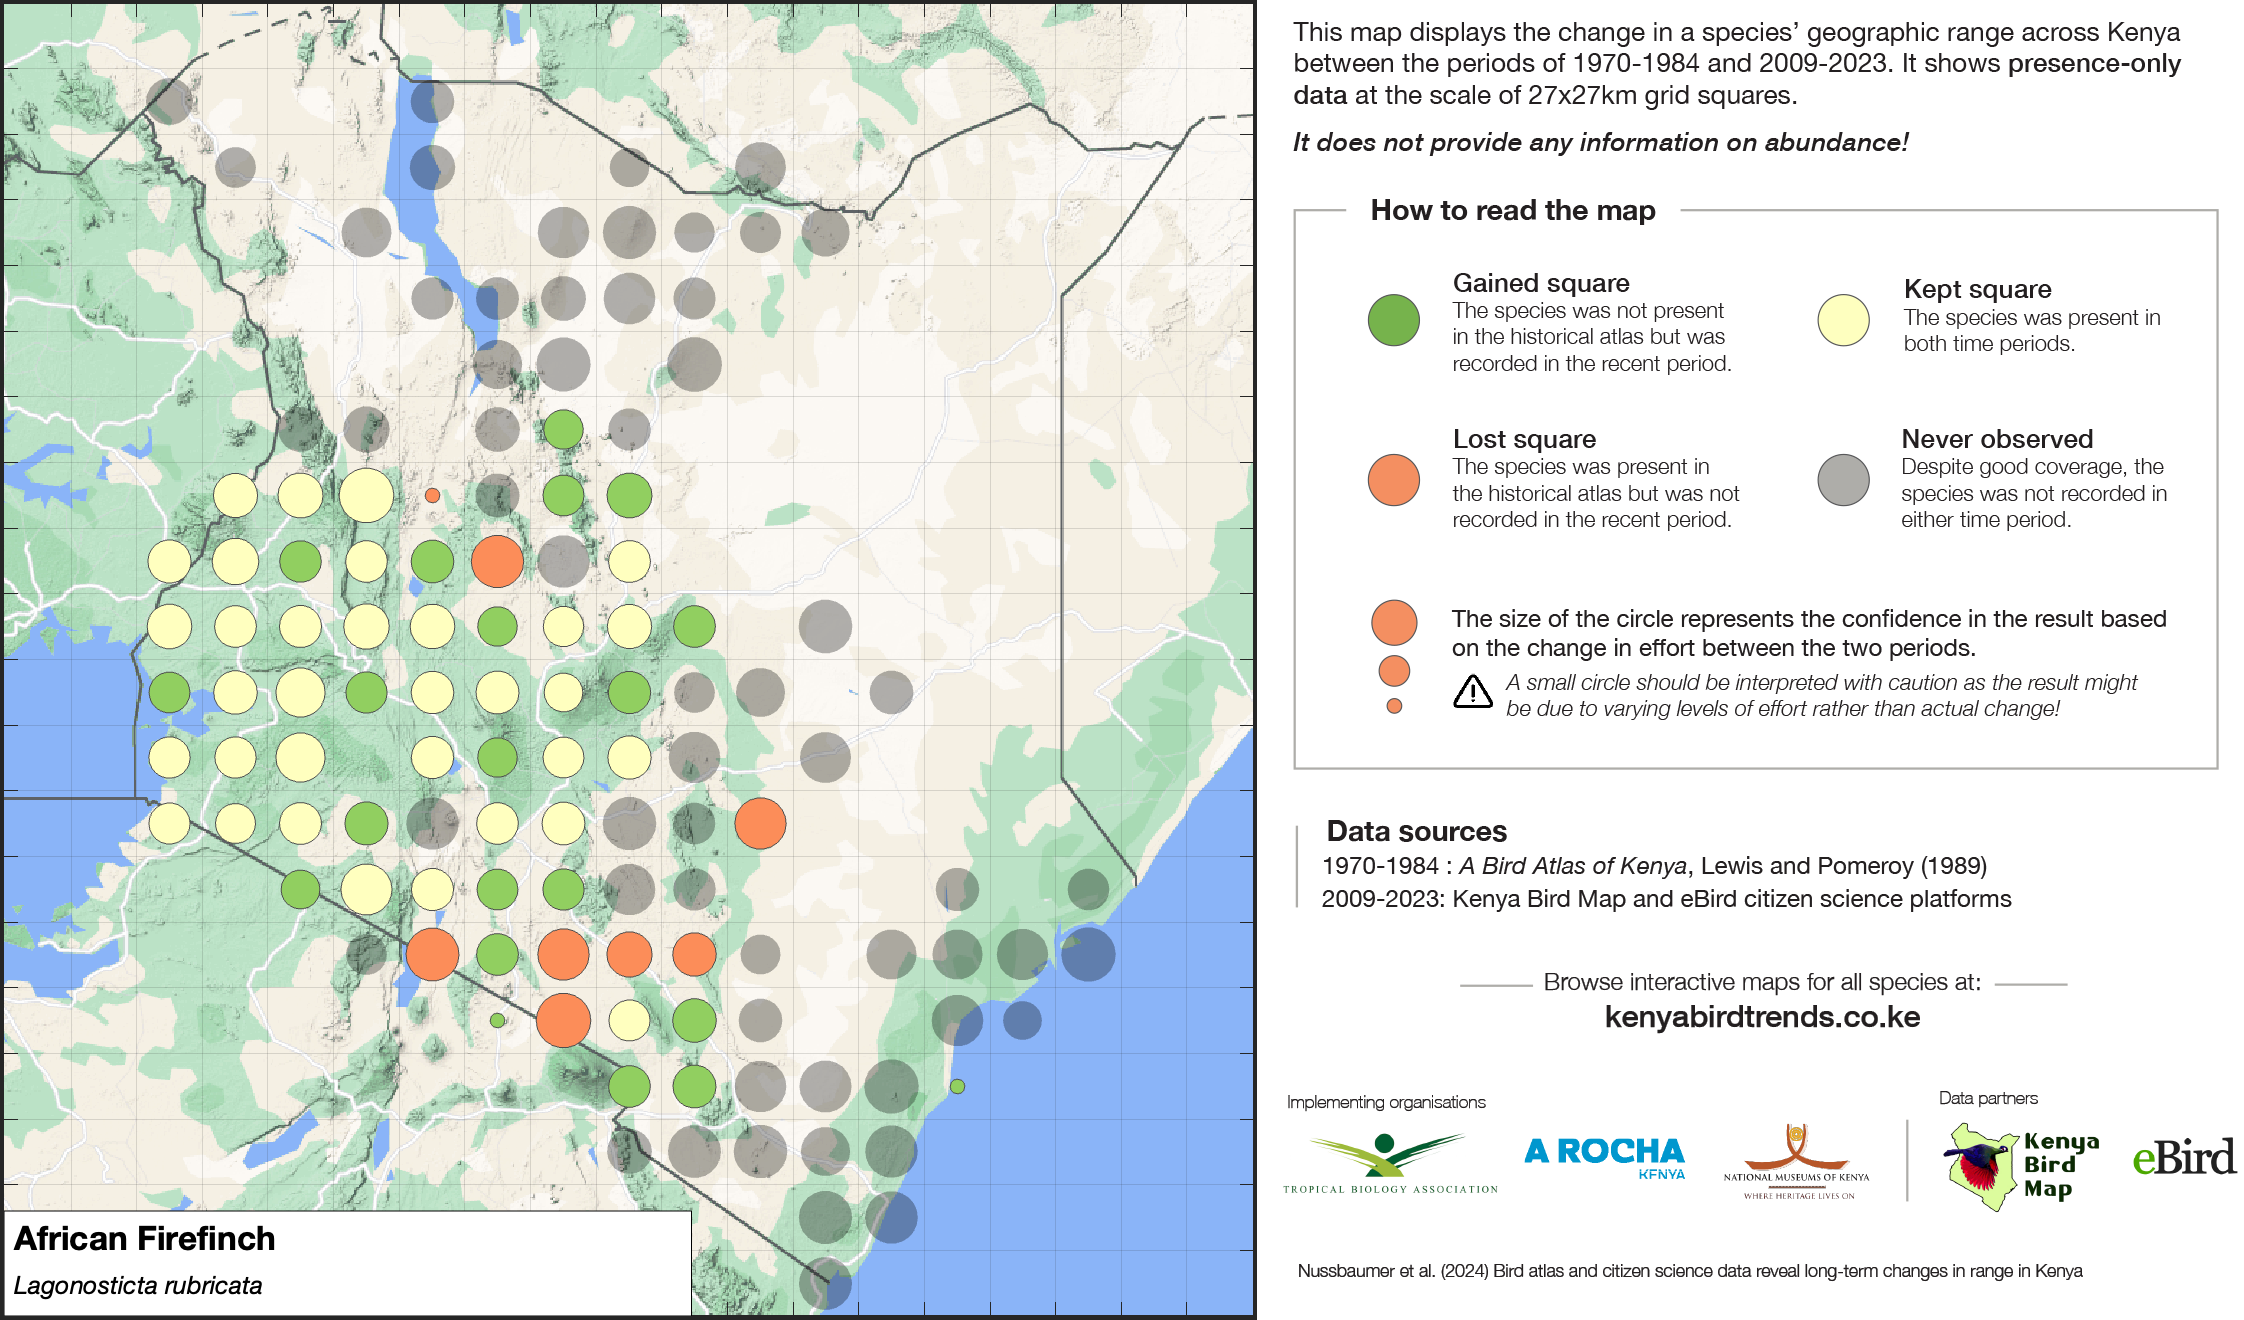 This map displays the change in a species’ geographic range across Kenya
between the periods of 1970-1984 and 2009-2023. It shows presence-only
data at the scale of 27x27km grid squares.
It does not provide any information on abundance!
How to read the map
Gained square
The species was not present
in the historical atlas but was
recorded in the recent period.
Kept square
The species was present in
both time periods.
Lost square
The species was present in
the historical atlas but was not
recorded in the recent period.
Never observed
Despite good coverage, the
species was not recorded in
either time period.
The size of the circle represents the confidence in the result based
on the change in effort between the two periods.
A small circle should be interpreted with caution as the result might
be due to varying levels of effort rather than actual change!
Data sources
1970-1984 : A Bird Atlas of Kenya, Lewis and Pomeroy (1989)
2009-2023: Kenya Bird Map and eBird citizen science platforms
Browse interactive maps for all species at:
kenyabirdtrends.co.ke
Implementing organisations
Data partners
TROPICAL BIOLOGY ASSOCIATION
A ROCHA
KENYA
NATIONAL MUSEUMS OF KENYA
WHERE HERITAGE LIVES ON
Kenya
Bird
Map
eBird
African Firefinch
Lagonosticta rubricata
Nussbaumer et al. (2024) Bird atlas and citizen science data reveal long-term changes in range in Kenya